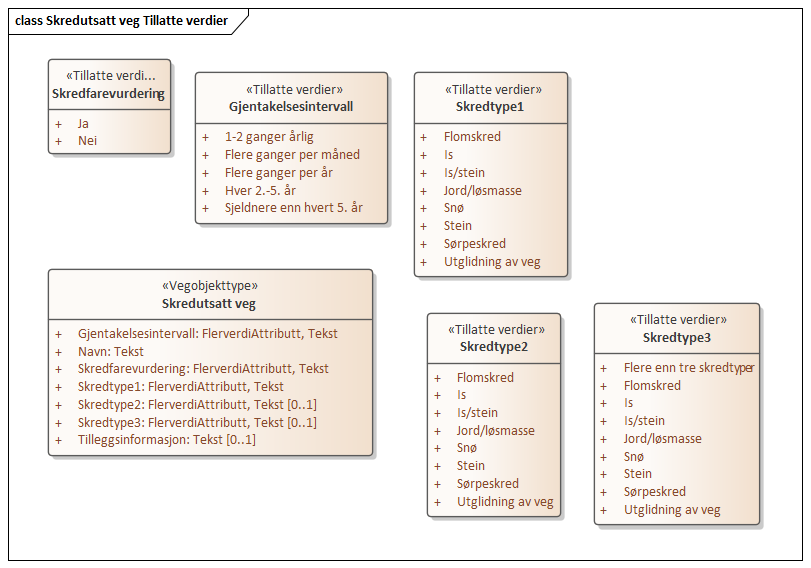 class Skredutsatt veg Tillatte verdier
«Tillatte verdi...
Skredfarevurdering
+ Ja
+ Nei
«Tillatte verdier»
Gjentakelsesintervall
+ 1-2 ganger årlig
+ Flere ganger per måned
+ Flere ganger per år
+ Hver 2.-5. år
+ Sjeldnere enn hvert 5. år
«Tillatte verdier»
Skredtype1
+ Flomskred
+ Is
+ Is/stein
+ Jord/løsmasse
+ Snø
+ Stein
+ Sørpeskred
+ Utglidning av veg
«Vegobjekttype»
Skredutsatt veg
+ Gjentakelsesintervall: FlerverdiAttributt, Tekst
+ Navn: Tekst
+ Skredfarevurdering: FlerverdiAttributt, Tekst
+ Skredtype1: FlerverdiAttributt, Tekst
+ Skredtype2: FlerverdiAttributt, Tekst [0..1]
+ Skredtype3: FlerverdiAttributt, Tekst [0..1]
+ Tilleggsinformasjon: Tekst [0..1]
«Tillatte verdier»
Skredtype2
+ Flomskred
+ Is
+ Is/stein
+ Jord/løsmasse
+ Snø
+ Stein
+ Sørpeskred
+ Utglidning av veg
«Tillatte verdier»
Skredtype3
+ Flere enn tre skredtyper
+ Flomskred
+ Is
+ Is/stein
+ Jord/løsmasse
+ Snø
+ Stein
+ Sørpeskred
+ Utglidning av veg